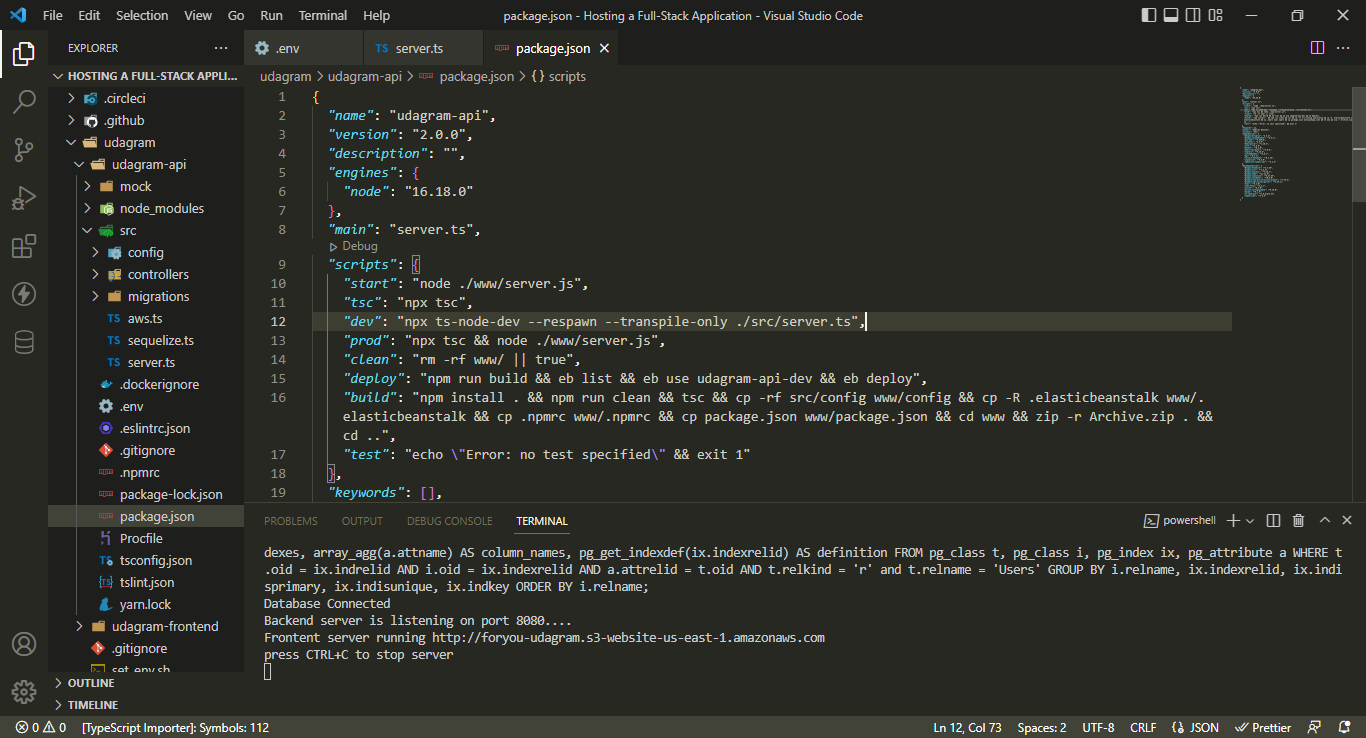 File Edit Selection View Go Run Terminal Help
package.json - Hosting a Full-Stack Application - Visual Studio Code
EXPLORER
HOSTING A FULL-STACK APPLI...
.circleci
.github
udagram
udagram-api
mock
node_modules
src
config
controllers
migrations
TS aws.ts
TS sequelize.ts
TS server.ts
.dockerignore
.env
.eslintrc.json
.gitignore
.npmrc
package-lock.json
package.json
Procfile
tsconfig.json
tslint.json
yarn.lock
udagram-frontend
.gitignore
set_env.sh
OUTLINE
TIMELINE
.env
TS server.ts
package.json
udagram > udagram-api > package.json > {} scripts
1 {
2 "name": "udagram-api",
3 "version": "2.0.0",
4 "description": "",
5 "engines": {
6 "node": "16.18.0"
7 },
8 "main": "server.ts",
Debug
9 "scripts": {
10 "start": "node ./www/server.js",
11 "tsc": "npx tsc",
12 "dev": "npx ts-node-dev --respawn --transpile-only ./src/server.ts",
13 "prod": "npx tsc && node ./www/server.js",
14 "clean": "rm -rf www/ || true",
15 "deploy": "npm run build && eb list && eb use udagram-api-dev && eb deploy",
16 "build": "npm install . && npm run clean && tsc && cp -rf src/config www/config && cp -R .elasticbeanstalk www/.
elasticbeanstalk && cp .npmrc www/.npmrc && cp package.json www/package.json && cd www && zip -r Archive.zip . &&
cd ..",
17 "test": "echo \"Error: no test specified\" && exit 1"
18 },
19 "keywords": [],
PROBLEMS OUTPUT DEBUG CONSOLE TERMINAL
powershell
dexes, array_agg(a.attname) AS column_names, pg_get_indexdef(ix.indexrelid) AS definition FROM pg_class t, pg_class i, pg_index ix, pg_attribute a WHERE t
.oid = ix.indrelid AND i.oid = ix.indexrelid AND a.attrelid = t.oid AND t.relkind = 'r' and t.relname = 'Users' GROUP BY i.relname, ix.indexrelid, ix.indi
sprimary, ix.indisunique, ix.indkey ORDER BY i.relname;
Database Connected
Backend server is listening on port 8080....
Frontent server running http://foryou-udagram.s3-website-us-east-1.amazonaws.com
press CTRL+C to stop server
0 0 [TypeScript Importer]: Symbols: 112
Ln 12, Col 73 Spaces: 2 UTF-8 CRLF {} JSON Prettier